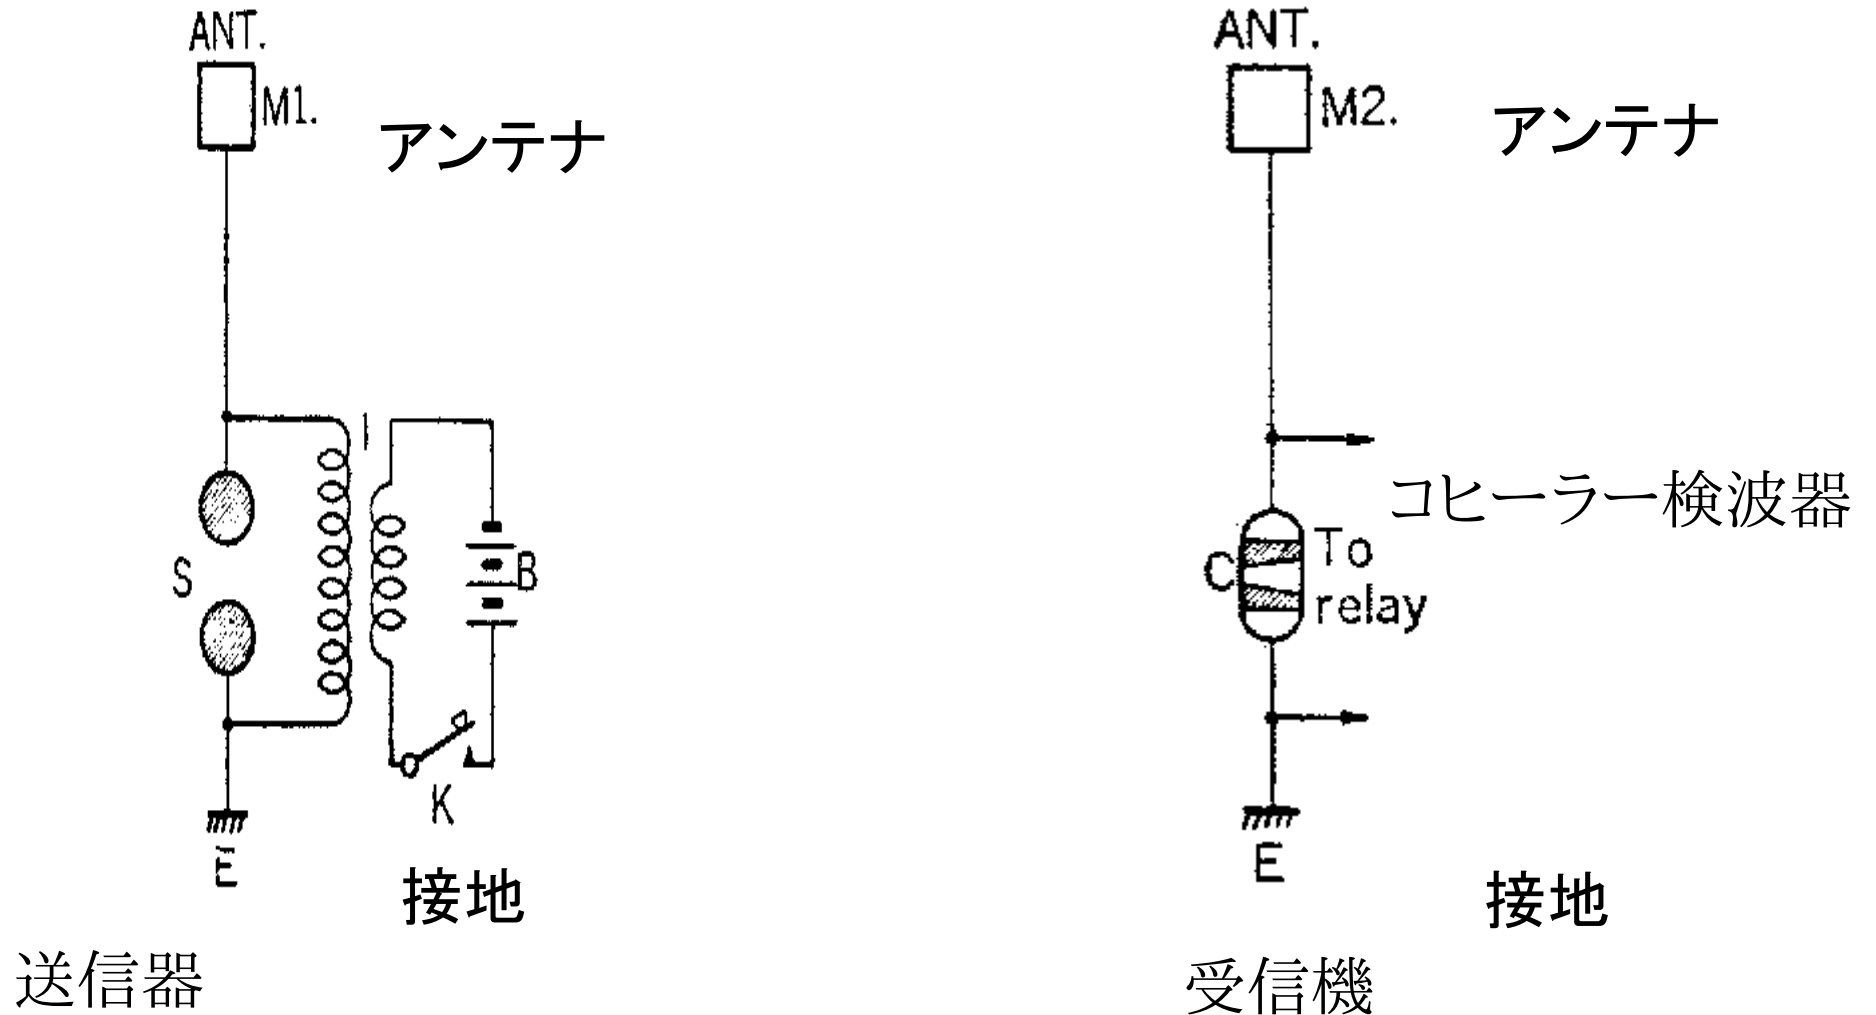 ANT.
M1.
アンテナ
I
S
B
K
E
接地
送信器
ANT.
M2.
アンテナ
コヒーラー検波器
C
To
relay
E
接地
受信機